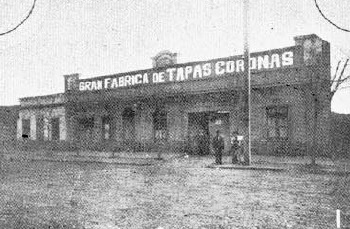 GRAN FABRICA DE TAPAS CORONAS